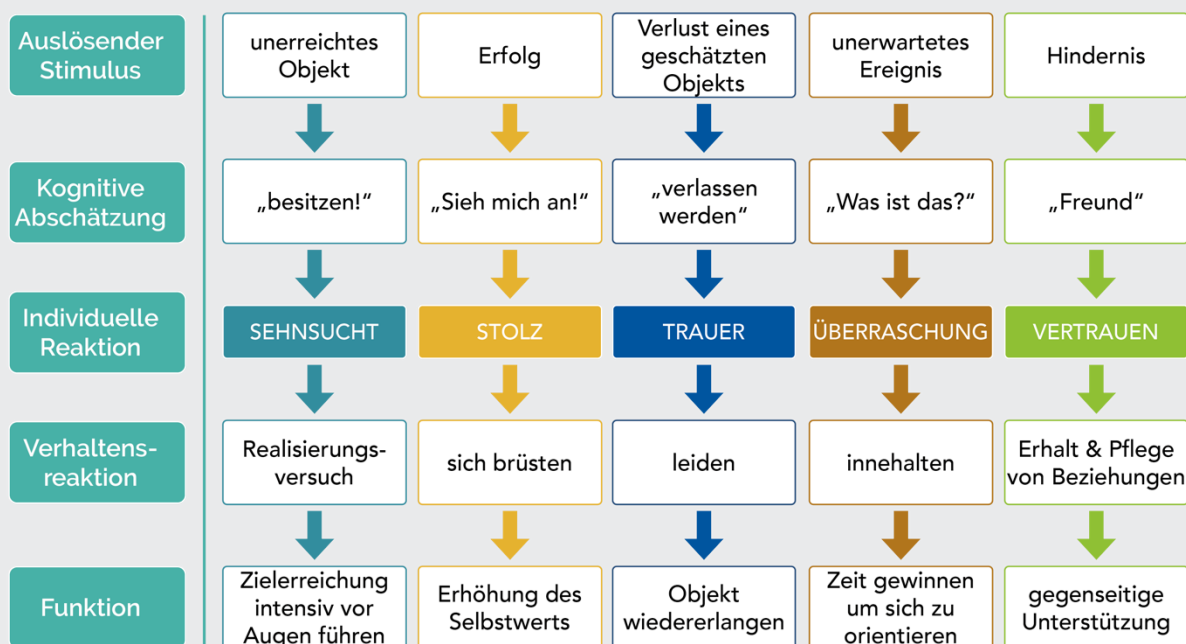 Auslösender
Stimulus
unerreichtes
Objekt
Erfolg
Verlust eines
geschätzten
Objekts
unerwartetes
Ereignis
Hindernis
Kognitive
Abschätzung
„besitzen!“
„Sieh mich an!“
„verlassen
werden“
„Was ist das?“
„Freund“
Individuelle
Reaktion
SEHNSUCHT
STOLZ
TRAUER
ÜBERRASCHUNG
VERTRAUEN
Verhaltens-
reaktion
Realisierungs-
versuch
sich brüsten
leiden
innehalten
Erhalt & Pflege
von Beziehungen
Funktion
Zielerreichung
intensiv vor
Augen führen
Erhöhung des
Selbstwerts
Objekt
wiedererlangen
Zeit gewinnen
um sich zu
orientieren
gegenseitige
Unterstützung